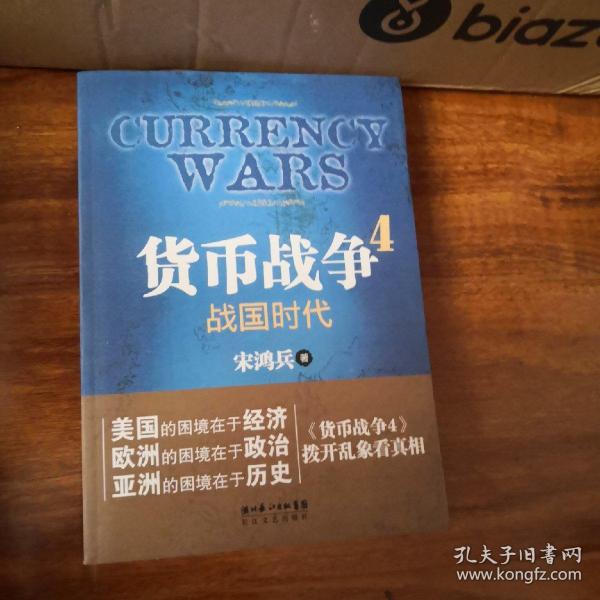 biaz
CURRENCY
WARS
货币战争4
战国时代
宋鸿兵 著
美国的困境在于经济
欧洲的困境在于政治
亚洲的困境在于历史
《货币战争4》
拨开乱象看真相
长江文艺出版社
孔夫子旧书网
www.kongfz.com